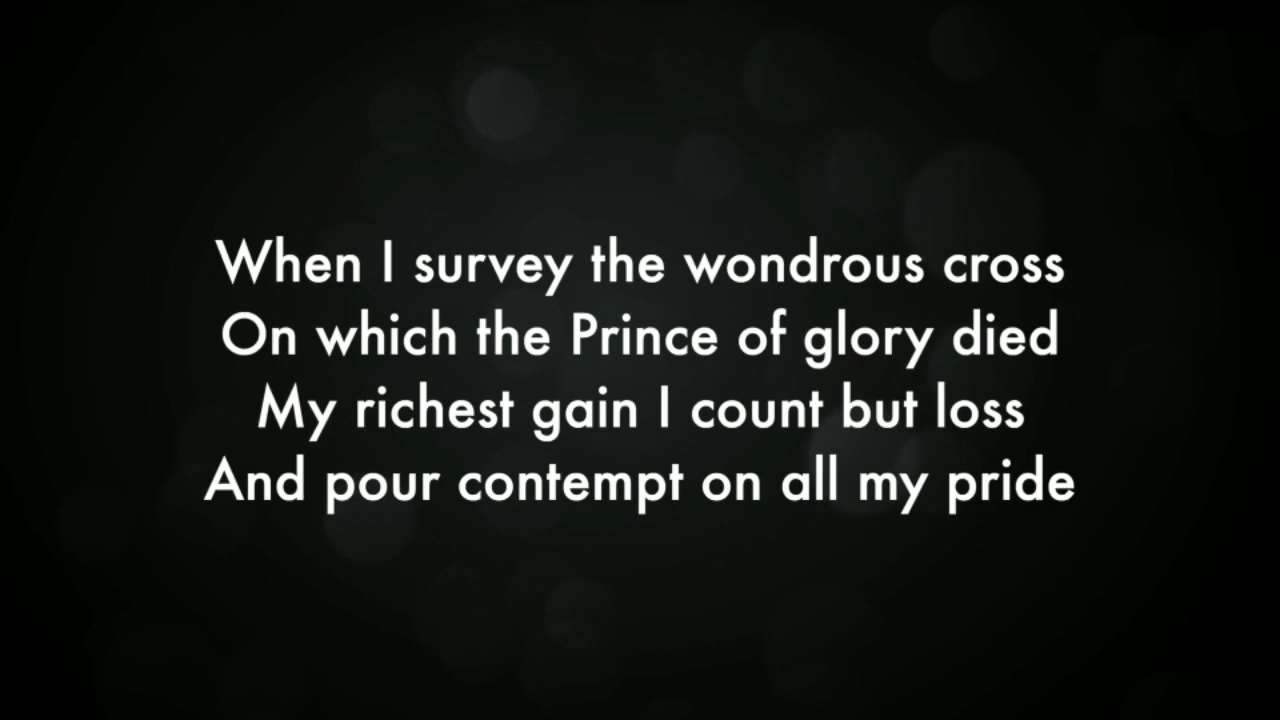 When I survey the wondrous cross
On which the Prince of glory died
My richest gain I count but loss
And pour contempt on all my pride